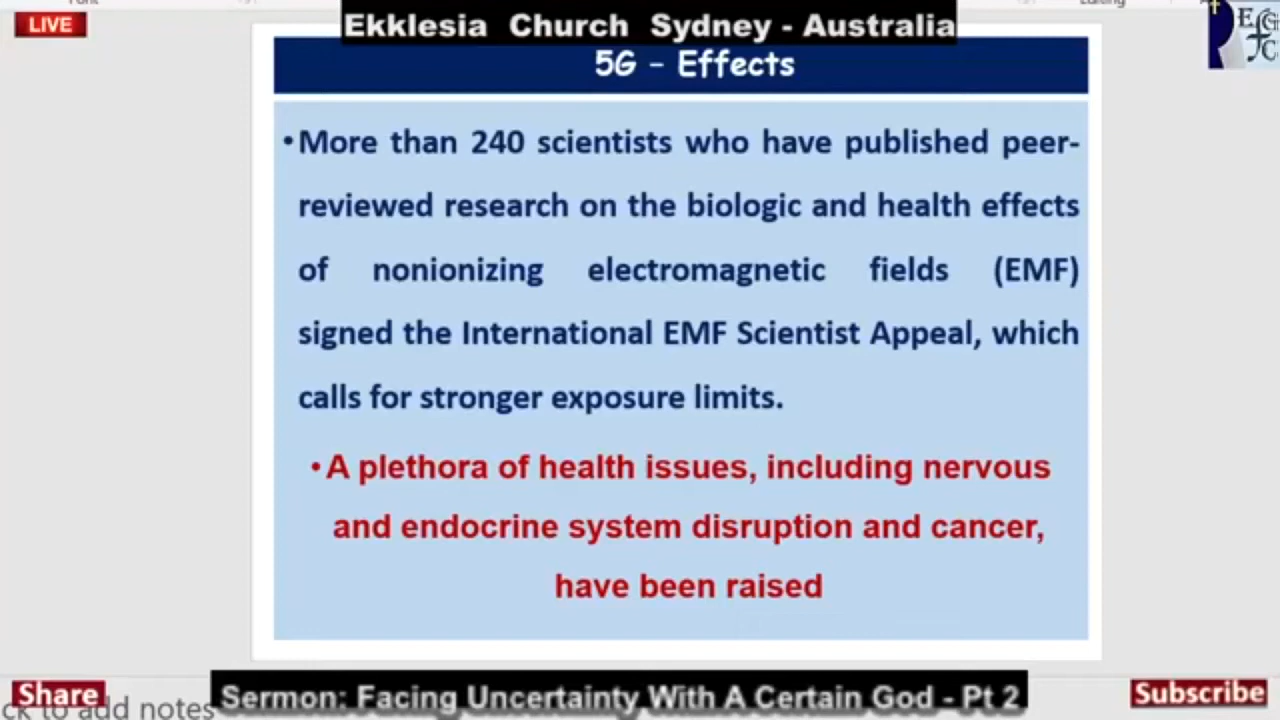 LIVE
Ekklesia Church Sydney - Australia
5G – Effects
•More than 240 scientists who have published peer-
reviewed research on the biologic and health effects
of nonionizing electromagnetic fields (EMF)
signed the International EMF Scientist Appeal, which
calls for stronger exposure limits.
•A plethora of health issues, including nervous
and endocrine system disruption and cancer,
have been raised
Share
to add notes
Sermon: Facing Uncertainty With A Certain God - Pt 2
Subscribe